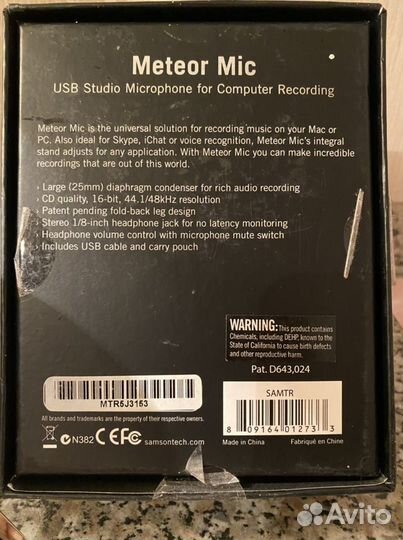 Meteor Mic
USB Studio Microphone for Computer Recording
Meteor Mic is the universal solution for recording music on your Mac or
PC. Also ideal for Skype, iChat or voice recognition, Meteor Mic's integral
stand adjusts for any application. With Meteor Mic you can make incredible
recordings that are out of this world.
› Large (25mm) diaphragm condenser for rich audio recording
› CD quality, 16-bit, 44.1/48kHz resolution
› Patent pending fold-back leg design
› Stereo 1/8-inch headphone jack for no latency monitoring
› Headphone volume control with microphone mute switch
› Includes USB cable and carry pouch
WARNING: This product contains
Chemicals, including DEHP, known to the
State of California to cause birth defects
and other reproductive harm.
Pat. D643,024
MTR5J3153
SAMTR
8 09164 01273 3
All brands and trademarks are the property of their respective owners.
N382 CE FC samsontech.com
Made in China Fabriqué en Chine
Avito